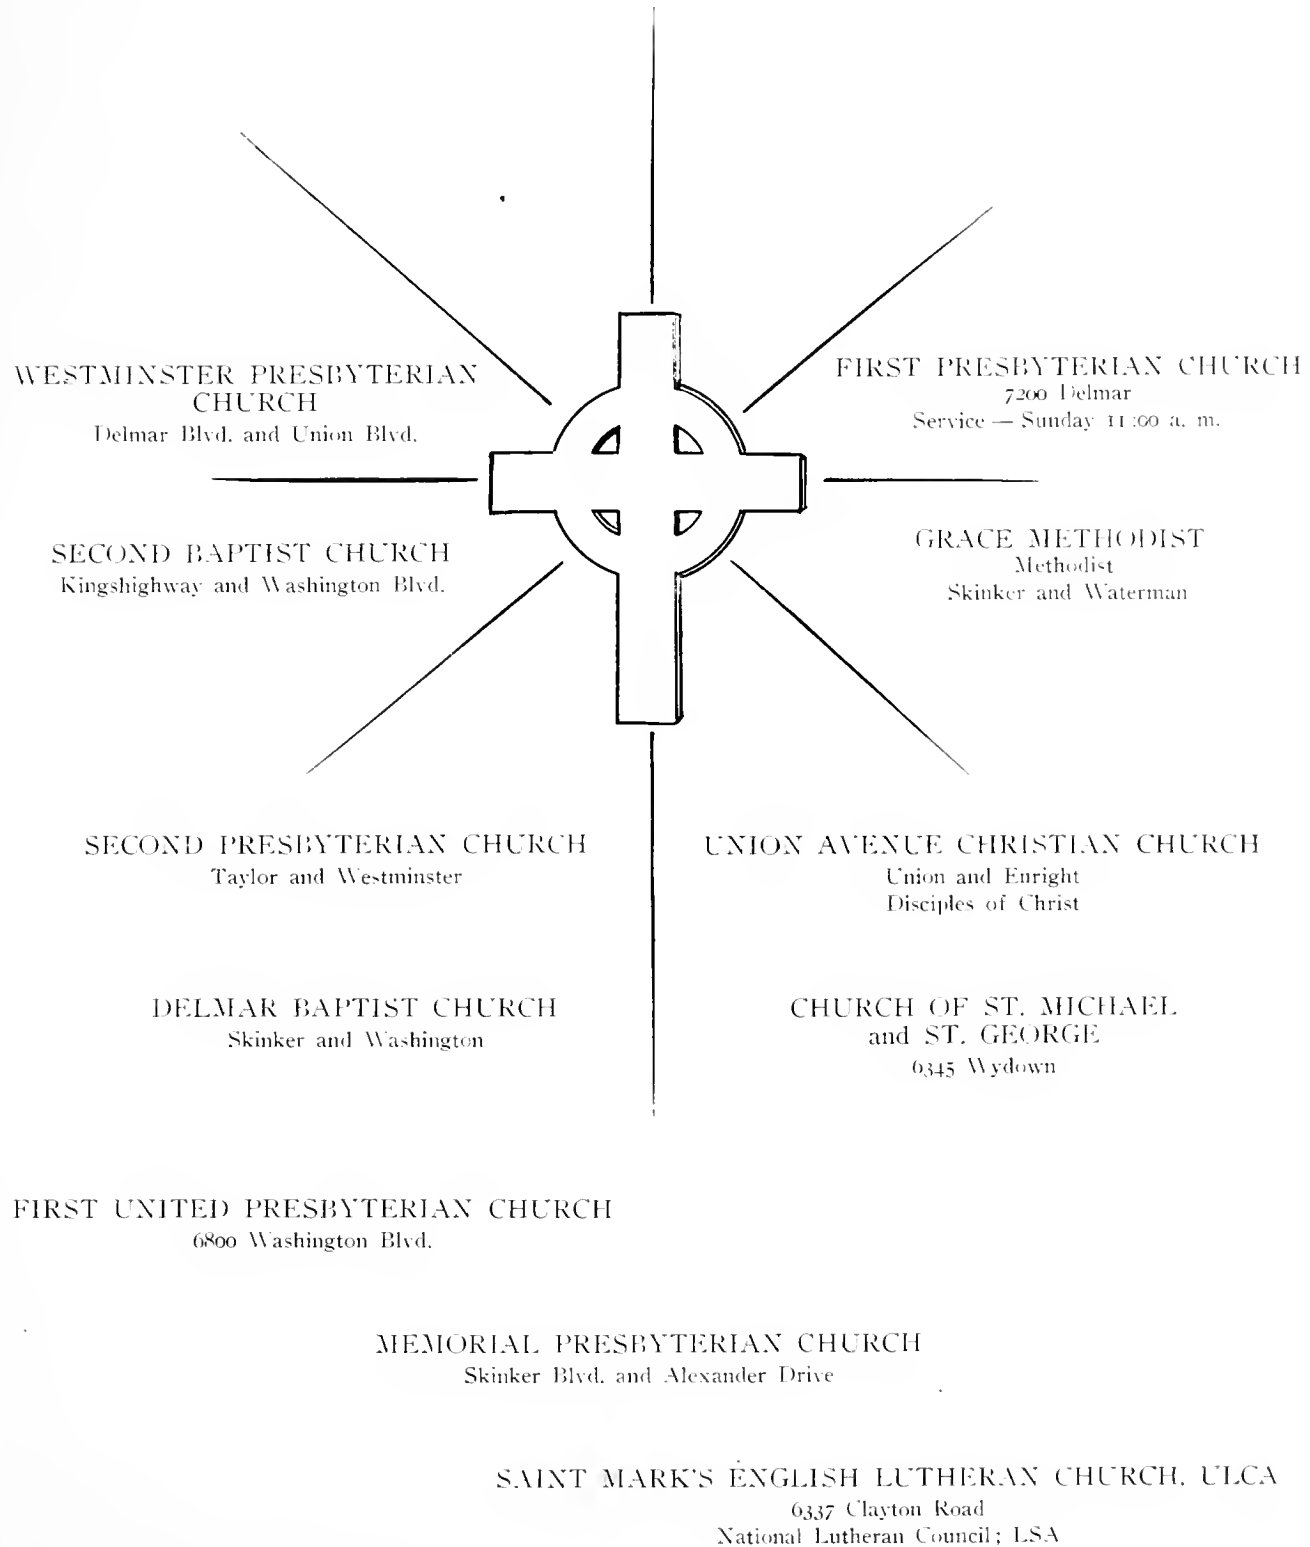 WESTMINSTER PRESBYTERIAN
CHURCH
Delmar Blvd. and Union Blvd.
FIRST PRESBYTERIAN CHURCH
7200 Delmar
Service — Sunday 11:00 a. m.
SECOND BAPTIST CHURCH
Kingshighway and Washington Blvd.
GRACE METHODIST
Methodist
Skinker and Waterman
SECOND PRESBYTERIAN CHURCH
Taylor and Westminster
UNION AVENUE CHRISTIAN CHURCH
Union and Enright
Disciples of Christ
DELMAR BAPTIST CHURCH
Skinker and Washington
CHURCH OF ST. MICHAEL
and ST. GEORGE
6345 Wydown
FIRST UNITED PRESBYTERIAN CHURCH
6800 Washington Blvd.
MEMORIAL PRESBYTERIAN CHURCH
Skinker Blvd. and Alexander Drive
SAINT MARK'S ENGLISH LUTHERAN CHURCH, ULCA
6337 Clayton Road
National Lutheran Council; LSA